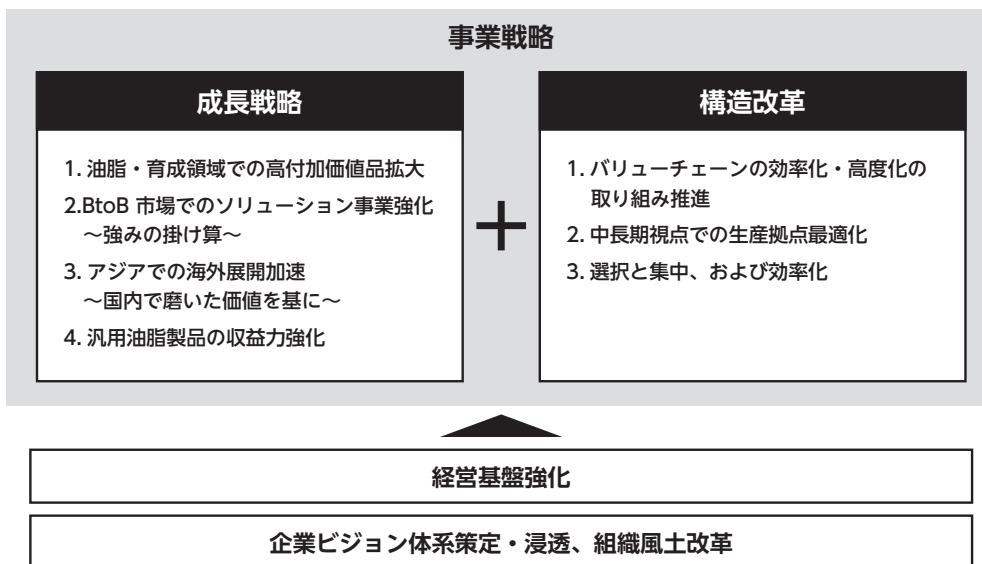 事業戦略
成長戦略
1. 油脂・育成領域での高付加価値品拡大
2.BtoB 市場でのソリューション事業強化
～強みの掛け算～
3. アジアでの海外展開加速
～国内で磨いた価値を基に～
4. 汎用油脂製品の収益力強化
＋
構造改革
1. バリューチェーンの効率化・高度化の
取り組み推進
2. 中長期視点での生産拠点最適化
3. 選択と集中、および効率化
経営基盤強化
企業ビジョン体系策定・浸透、組織風土改革